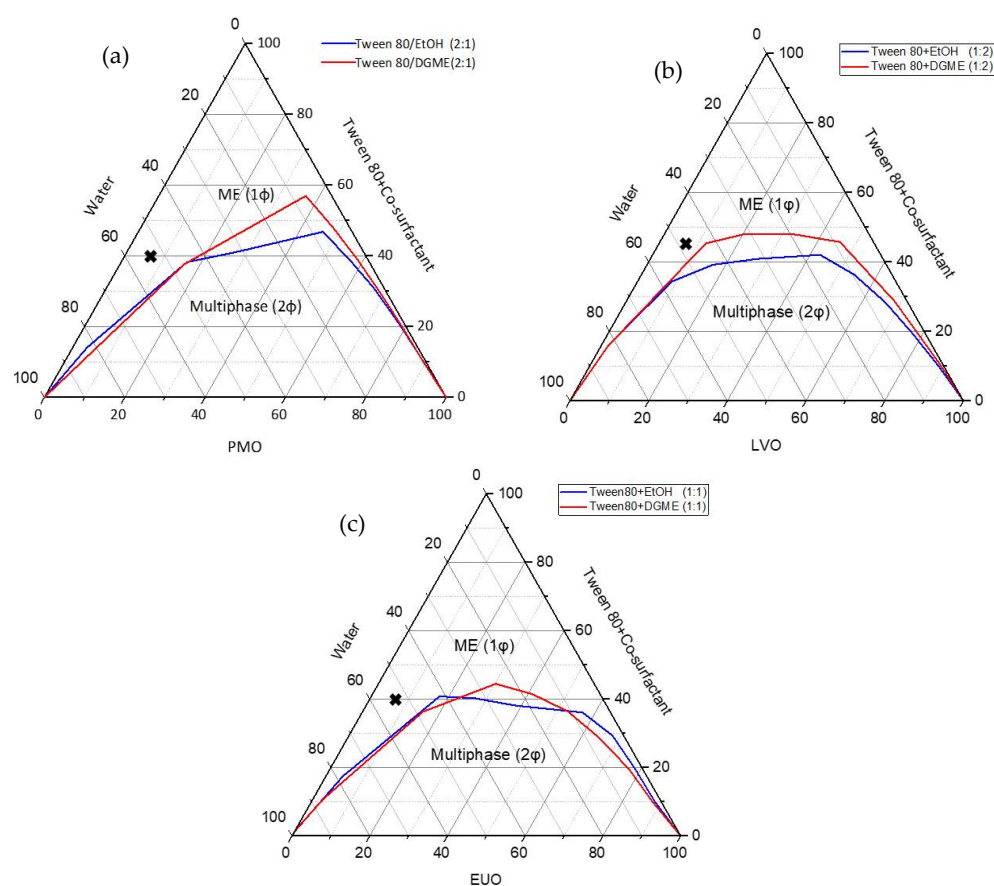 (a)
Tween 80/EtOH (2:1)
Tween 80/DGME(2:1)
0
20
40
60
80
100
Water
100
80
60
40
20
0
Tween 80+Co-surfactant
ME (1φ)
Multiphase (2φ)
0
20
40
60
80
100
PMO
(b)
Tween 80+EtOH (1:2)
Tween 80+DGME (1:2)
0
20
40
60
80
100
Water
100
80
60
40
20
0
Tween 80+Co-surfactant
ME (1φ)
Multiphase (2φ)
0
20
40
60
80
100
LVO
(c)
Tween80+EtOH (1:1)
Tween80+DGME (1:1)
0
20
40
60
80
100
Water
100
80
60
40
20
0
Tween 80+Co-surfactant
ME (1φ)
Multiphase (2φ)
0
20
40
60
80
100
EUO